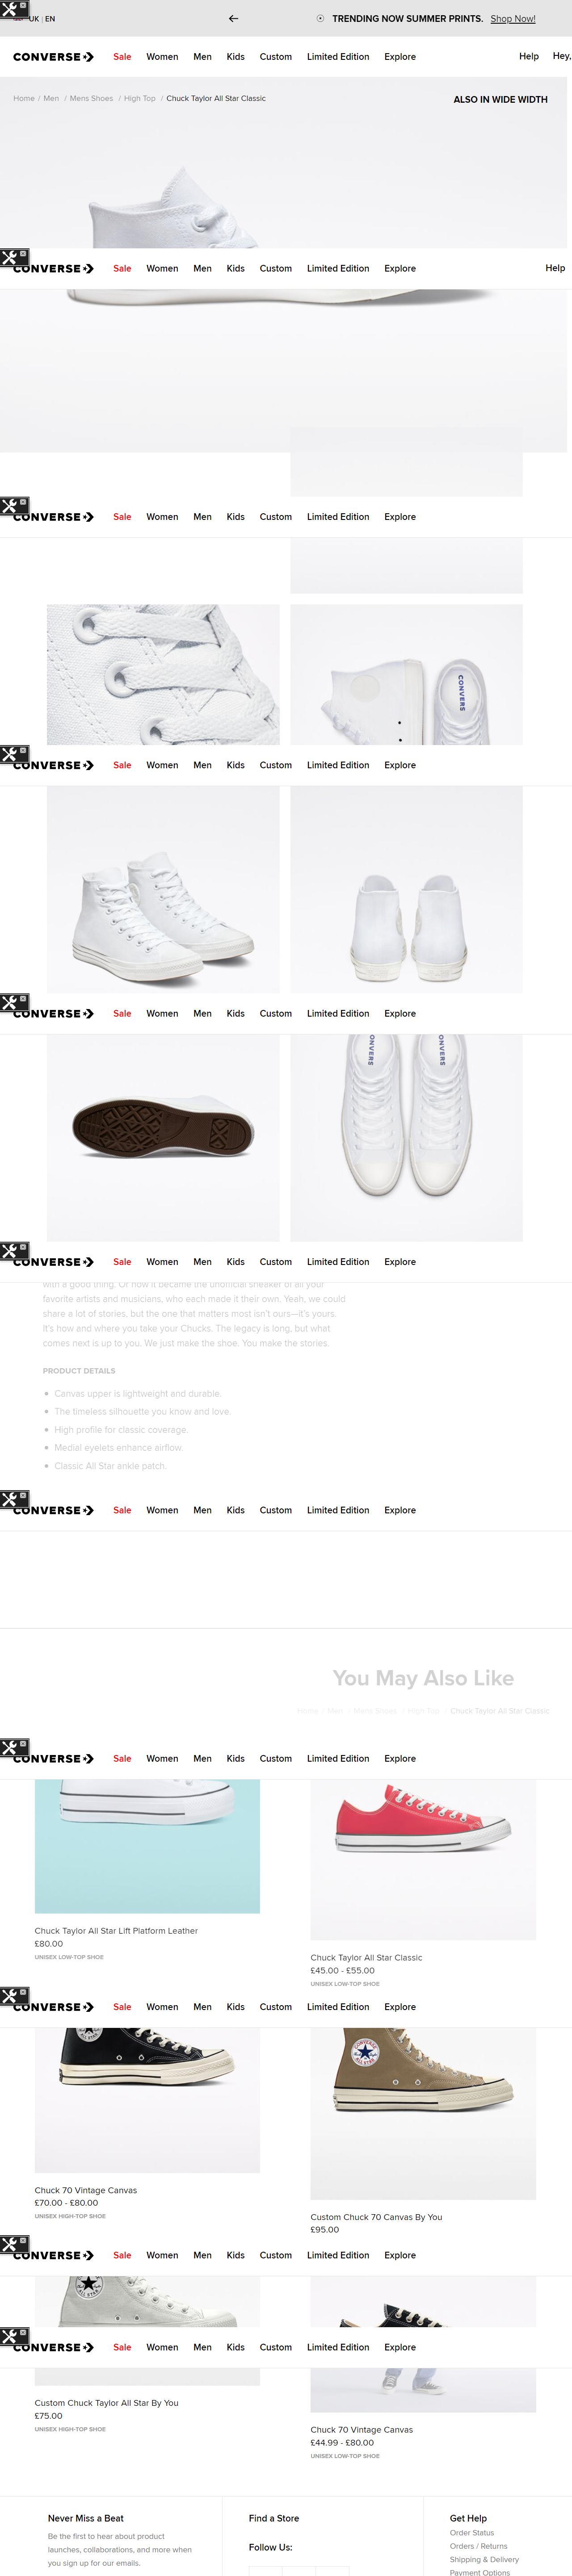 UK | EN
TRENDING NOW SUMMER PRINTS. Shop Now!
CONVERSE Sale Women Men Kids Custom Limited Edition Explore Help Hey,
Home / Men / Mens Shoes / High Top / Chuck Taylor All Star Classic
ALSO IN WIDE WIDTH
CONVERSE Sale Women Men Kids Custom Limited Edition Explore Help
CONVERSE Sale Women Men Kids Custom Limited Edition Explore
CONVERS
CONVERSE Sale Women Men Kids Custom Limited Edition Explore
CONVERSE Sale Women Men Kids Custom Limited Edition Explore
ONVERS ONVERS
CONVERSE Sale Women Men Kids Custom Limited Edition Explore
with a good thing. Or how it became the unofficial sneaker of all your
favorite artists and musicians, who each made it their own. Yeah, we could
share a lot of stories, but the one that matters most isn't ours—it's yours.
It's how and where you take your Chucks. The legacy is long, but what
comes next is up to you. We just make the shoe. You make the stories.
PRODUCT DETAILS
Canvas upper is lightweight and durable.
The timeless silhouette you know and love.
High profile for classic coverage.
Medial eyelets enhance airflow.
Classic All Star ankle patch.
CONVERSE Sale Women Men Kids Custom Limited Edition Explore
You May Also Like
Home / Men / Mens Shoes / High Top / Chuck Taylor All Star Classic
CONVERSE Sale Women Men Kids Custom Limited Edition Explore
Chuck Taylor All Star Lift Platform Leather
£80.00
UNISEX LOW-TOP SHOE
Chuck Taylor All Star Classic
£45.00 - £55.00
UNISEX LOW-TOP SHOE
CONVERSE Sale Women Men Kids Custom Limited Edition Explore
ALL STAR
CONVERSE
ALL STAR
Chuck 70 Vintage Canvas
£70.00 - £80.00
UNISEX HIGH-TOP SHOE
Custom Chuck 70 Canvas By You
£95.00
CONVERSE Sale Women Men Kids Custom Limited Edition Explore
ALL STAR
CONVERSE Sale Women Men Kids Custom Limited Edition Explore
Custom Chuck Taylor All Star By You
£75.00
UNISEX HIGH-TOP SHOE
Chuck 70 Vintage Canvas
£44.99 - £80.00
UNISEX LOW-TOP SHOE
Never Miss a Beat
Be the first to hear about product
launches, collaborations, and more when
you sign up for our emails.
Find a Store
Follow Us:
Get Help
Order Status
Orders / Returns
Shipping & Delivery
Payment Options